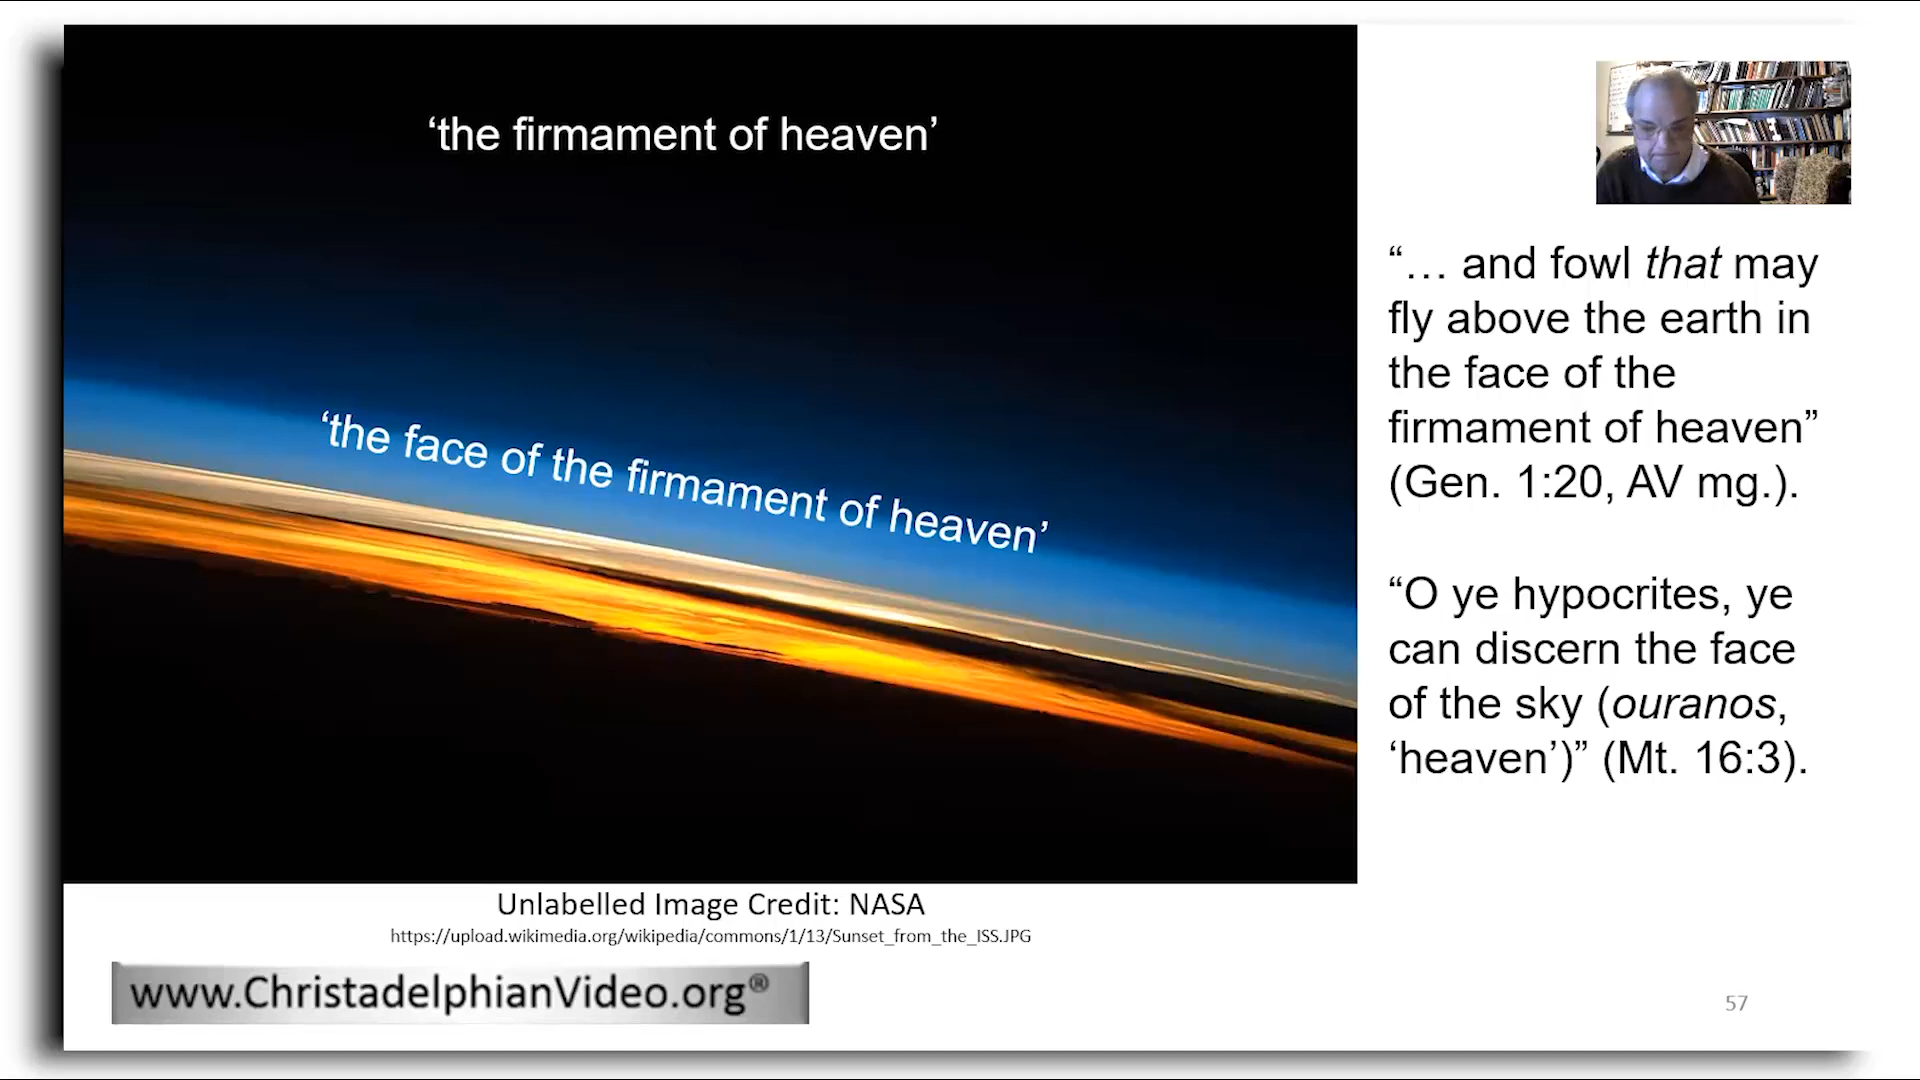 ‘the firmament of heaven’
‘the face of the firmament of heaven’
“… and fowl that may
fly above the earth in
the face of the
firmament of heaven”
(Gen. 1:20, AV mg.).
“O ye hypocrites, ye
can discern the face
of the sky (ouranos,
‘heaven’)” (Mt. 16:3).
Unlabelled Image Credit: NASA
https://upload.wikimedia.org/wikipedia/commons/1/13/Sunset_from_the_ISS.JPG
www.ChristadelphianVideo.org®
57